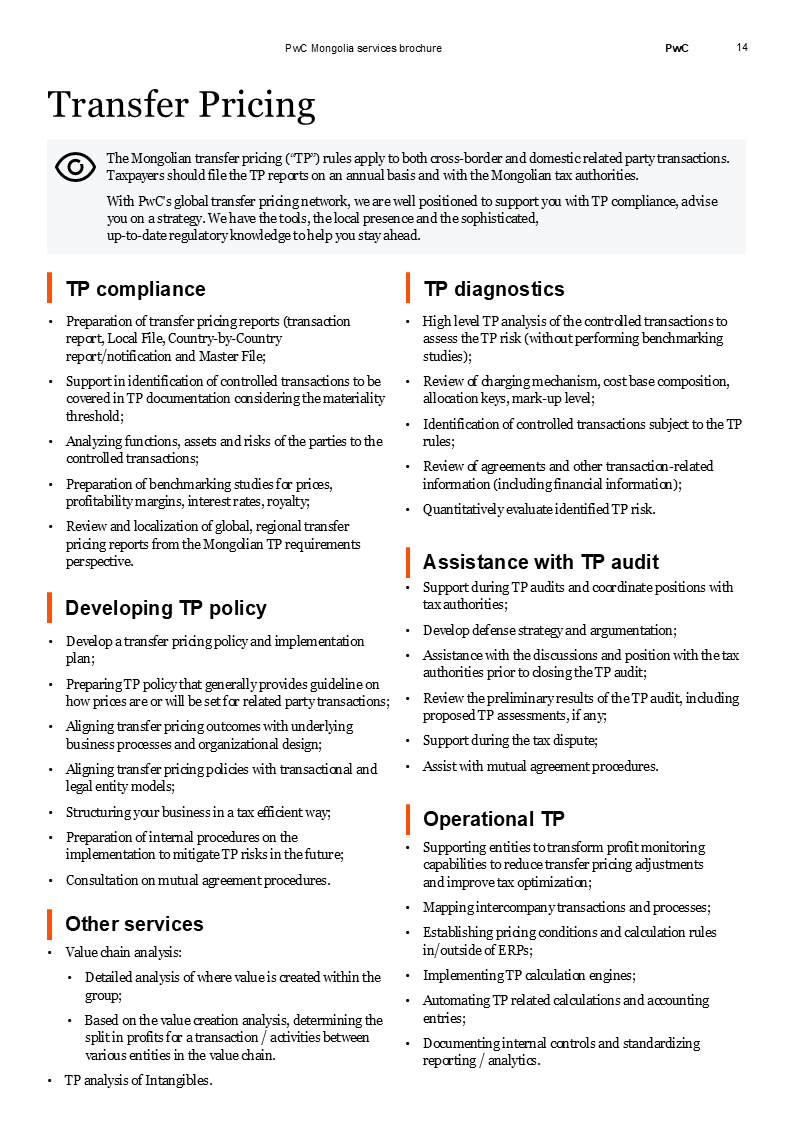 PwC Mongolia services brochure
PwC
14
Transfer Pricing
The Mongolian transfer pricing (“TP”) rules apply to both cross-border and domestic related party transactions.
Taxpayers should file the TP reports on an annual basis and with the Mongolian tax authorities.
With PwC's global transfer pricing network, we are well positioned to support you with TP compliance, advise
you on a strategy. We have the tools, the local presence and the sophisticated,
up-to-date regulatory knowledge to help you stay ahead.
TP compliance
• Preparation of transfer pricing reports (transaction
report, Local File, Country-by-Country
report/notification and Master File;
• Support in identification of controlled transactions to be
covered in TP documentation considering the materiality
threshold;
• Analyzing functions, assets and risks of the parties to the
controlled transactions;
• Preparation of benchmarking studies for prices,
profitability margins, interest rates, royalty;
• Review and localization of global, regional transfer
pricing reports from the Mongolian TP requirements
perspective.
Developing TP policy
• Develop a transfer pricing policy and implementation
plan;
• Preparing TP policy that generally provides guideline on
how prices are or will be set for related party transactions;
• Aligning transfer pricing outcomes with underlying
business processes and organizational design;
• Aligning transfer pricing policies with transactional and
legal entity models;
• Structuring your business in a tax efficient way;
• Preparation of internal procedures on the
implementation to mitigate TP risks in the future;
• Consultation on mutual agreement procedures.
Other services
• Value chain analysis:
• Detailed analysis of where value is created within the
group;
• Based on the value creation analysis, determining the
split in profits for a transaction / activities between
various entities in the value chain.
• TP analysis of Intangibles.
TP diagnostics
• High level TP analysis of the controlled transactions to
assess the TP risk (without performing benchmarking
studies);
• Review of charging mechanism, cost base composition,
allocation keys, mark-up level;
• Identification of controlled transactions subject to the TP
rules;
• Review of agreements and other transaction-related
information (including financial information);
• Quantitatively evaluate identified TP risk.
Assistance with TP audit
• Support during TP audits and coordinate positions with
tax authorities;
• Develop defense strategy and argumentation;
• Assistance with the discussions and position with the tax
authorities prior to closing the TP audit;
• Review the preliminary results of the TP audit, including
proposed TP assessments, if any;
• Support during the tax dispute;
• Assist with mutual agreement procedures.
Operational TP
• Supporting entities to transform profit monitoring
capabilities to reduce transfer pricing adjustments
and improve tax optimization;
• Mapping intercompany transactions and processes;
• Establishing pricing conditions and calculation rules
in/outside of ERPs;
• Implementing TP calculation engines;
• Automating TP related calculations and accounting
entries;
• Documenting internal controls and standardizing
reporting / analytics.